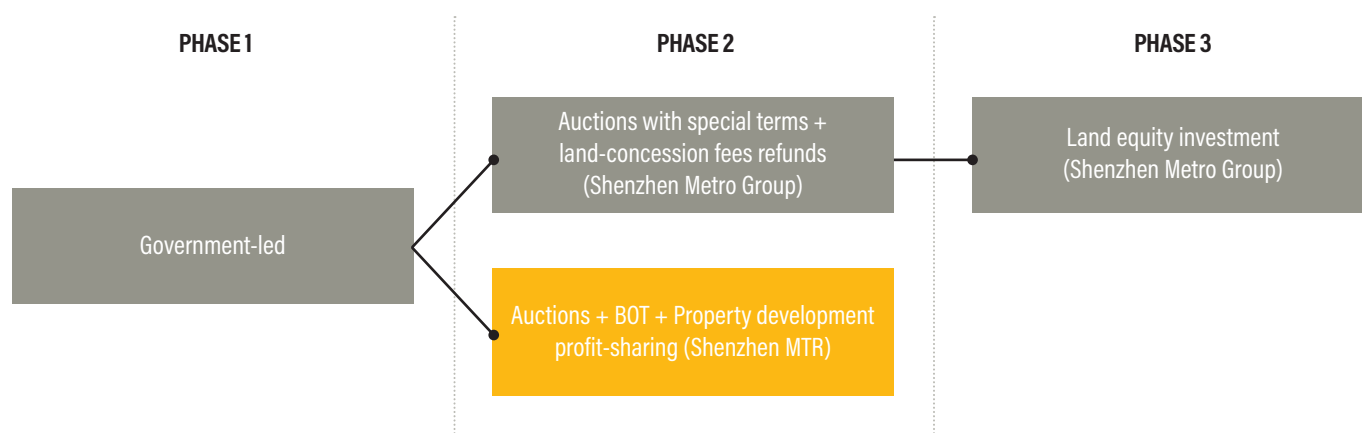 PHASE 1
PHASE 2
PHASE 3
Government-led
Auctions with special terms +
land-concession fees refunds
(Shenzhen Metro Group)
Auctions + BOT + Property development
profit-sharing (Shenzhen MTR)
Land equity investment
(Shenzhen Metro Group)